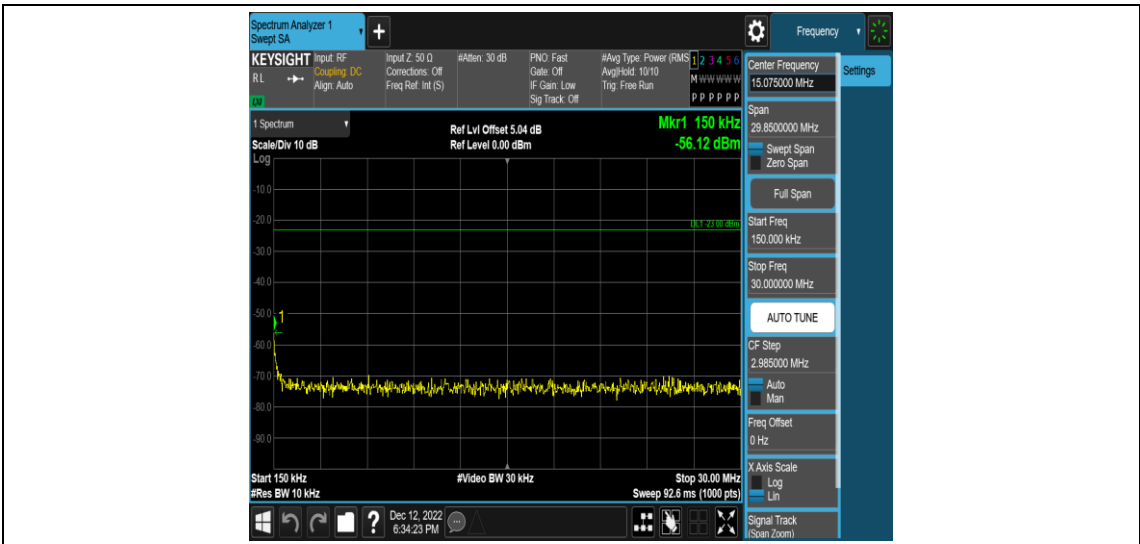 Spectrum Analyzer 1
Swept SA
+
Frequency
KEYSIGHT
RL
LXI
Input: RF
Coupling: DC
Align: Auto
Input Z: 50 Ω
Corrections: Off
Freq Ref: Int (S)
#Atten: 30 dB
PNO: Fast
Gate: Off
IF Gain: Low
Sig Track: Off
#Avg Type: Power (RMS
Avg|Hold: 10/10
Trig: Free Run
1 2 3 4 5 6
M W W W W W
P P P P P P
1 Spectrum
Scale/Div 10 dB
Log
Ref Lvl Offset 5.04 dB
Ref Level 0.00 dBm
Mkr1 150 kHz
-56.12 dBm
-10.0
-20.0
DL1 -23.00 dBm
-30.0
-40.0
-50.0
1
-60.0
-70.0
-80.0
-90.0
Start 150 kHz
#Video BW 30 kHz
Stop 30.00 MHz
#Res BW 10 kHz
Sweep 92.6 ms (1000 pts)
?
Dec 12, 2022
6:34:23 PM
Center Frequency
15.075000 MHz
Settings
Span
29.8500000 MHz
Swept Span
Zero Span
Full Span
Start Freq
150.000 kHz
Stop Freq
30.000000 MHz
AUTO TUNE
CF Step
2.985000 MHz
Auto
Man
Freq Offset
0 Hz
X Axis Scale
Log
Lin
Signal Track
(Span Zoom)